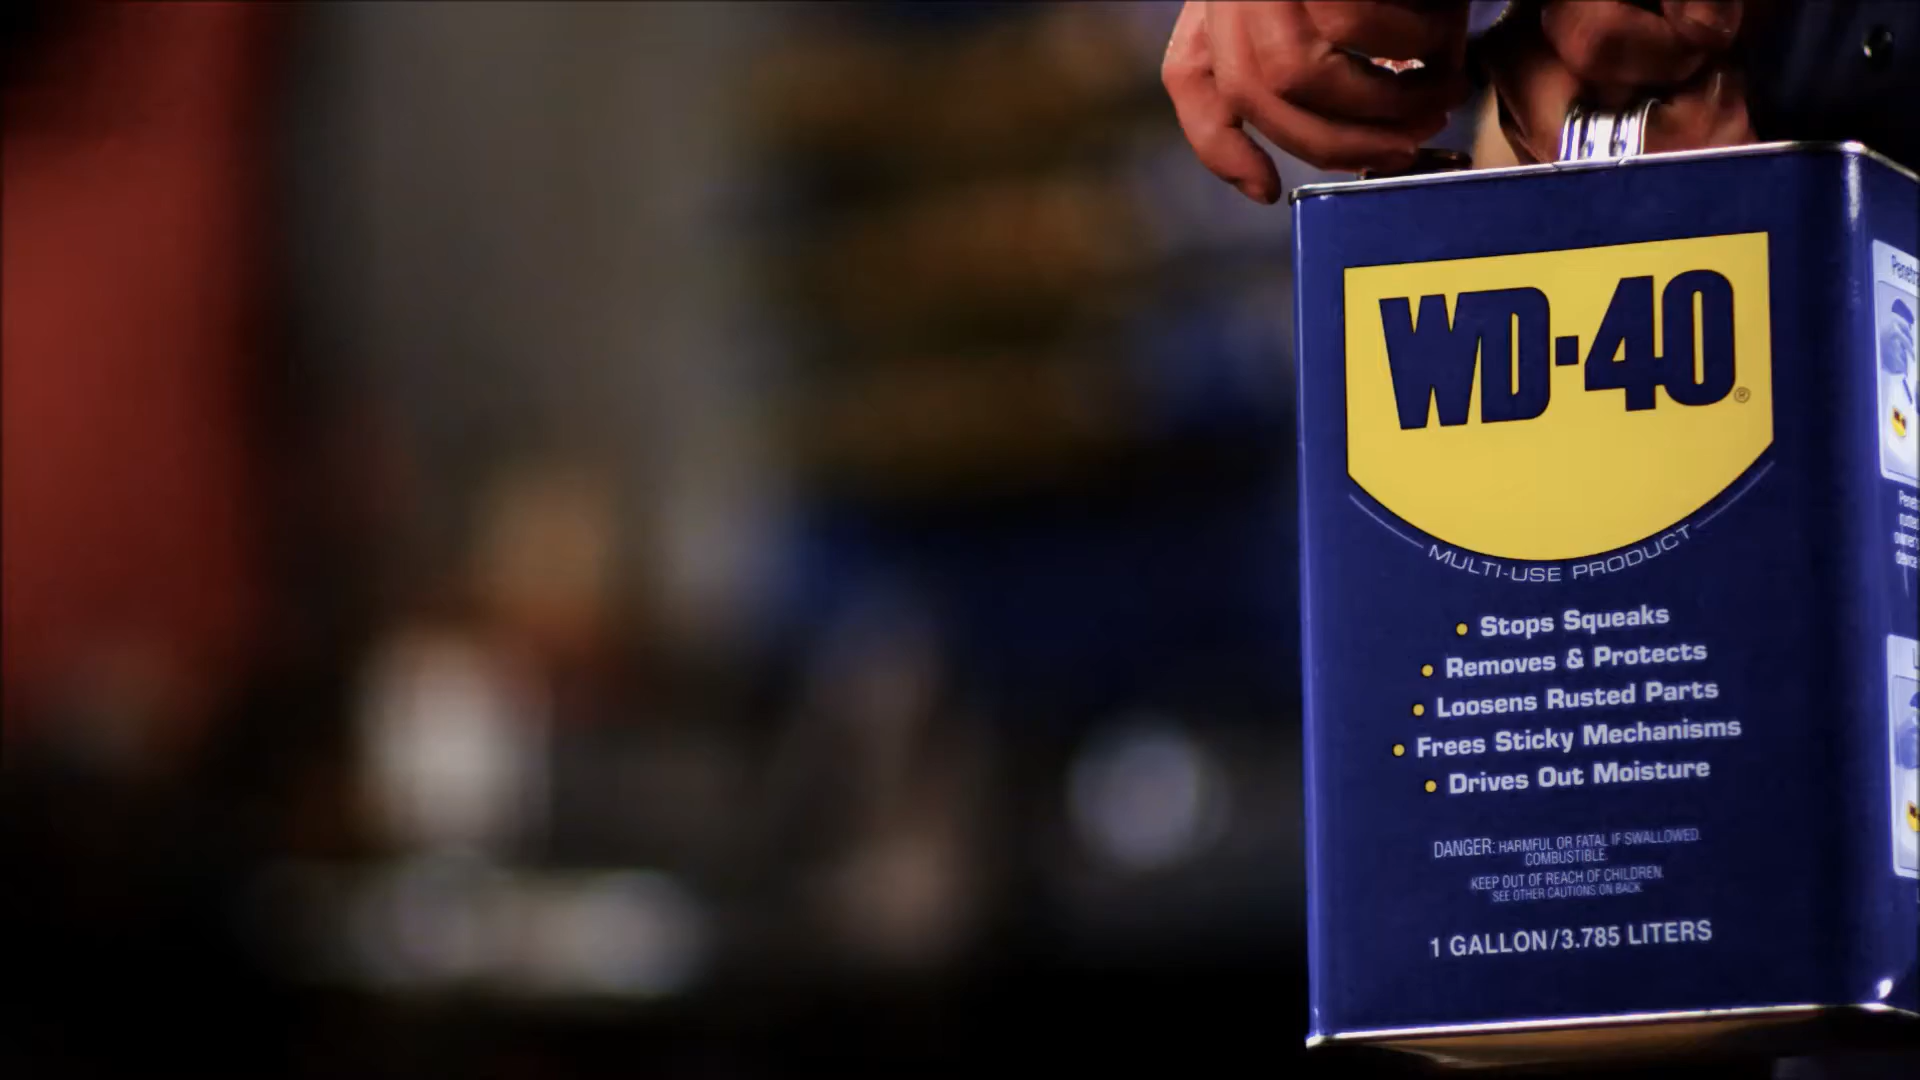 WD-40
®
MULTI-USE PRODUCT
• Stops Squeaks
• Removes & Protects
• Loosens Rusted Parts
• Frees Sticky Mechanisms
• Drives Out Moisture
DANGER: HARMFUL OR FATAL IF SWALLOWED.
COMBUSTIBLE.
KEEP OUT OF REACH OF CHILDREN.
SEE OTHER CAUTIONS ON BACK.
1 GALLON/3.785 LITERS